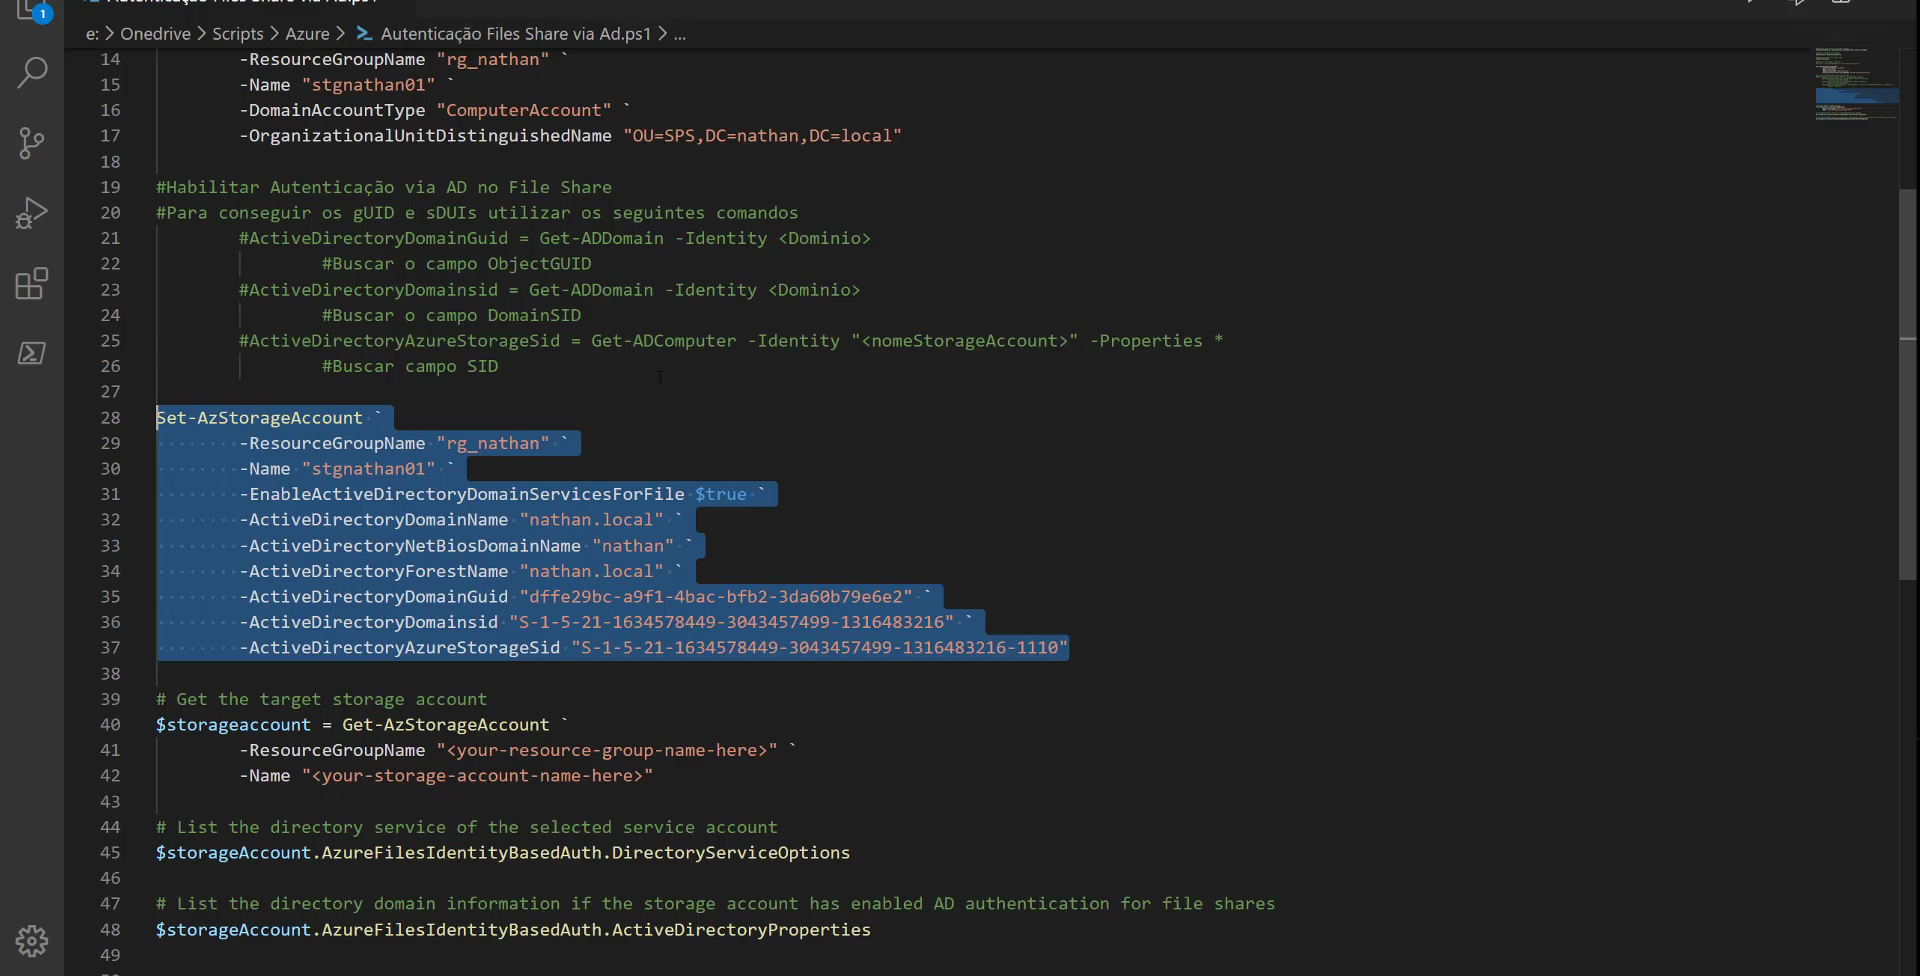 1
Autenticação Files Share via Ad.ps1
e: > Onedrive > Scripts > Azure > Autenticação Files Share via Ad.ps1 > ...
14 -ResourceGroupName "rg_nathan" `
15 -Name "stgnathan01" `
16 -DomainAccountType "ComputerAccount" `
17 -OrganizationalUnitDistinguishedName "OU=SPS,DC=nathan,DC=local"
18
19 #Habilitar Autenticação via AD no File Share
20 #Para conseguir os gUID e sDUIs utilizar os seguintes comandos
21 #ActiveDirectoryDomainGuid = Get-ADDomain -Identity <Dominio>
22 #Buscar o campo ObjectGUID
23 #ActiveDirectoryDomainsid = Get-ADDomain -Identity <Dominio>
24 #Buscar o campo DomainSID
25 #ActiveDirectoryAzureStorageSid = Get-ADComputer -Identity "<nomeStorageAccount>" -Properties *
26 #Buscar campo SID
27
28 Set-AzStorageAccount `
29 -ResourceGroupName "rg_nathan" `
30 -Name "stgnathan01" `
31 -EnableActiveDirectoryDomainServicesForFile $true `
32 -ActiveDirectoryDomainName "nathan.local" `
33 -ActiveDirectoryNetBiosDomainName "nathan" `
34 -ActiveDirectoryForestName "nathan.local" `
35 -ActiveDirectoryDomainGuid "dffe29bc-a9f1-4bac-bfb2-3da60b79e6e2" `
36 -ActiveDirectoryDomainsid "S-1-5-21-1634578449-3043457499-1316483216" `
37 -ActiveDirectoryAzureStorageSid "S-1-5-21-1634578449-3043457499-1316483216-1110"
38
39 # Get the target storage account
40 $storageaccount = Get-AzStorageAccount `
41 -ResourceGroupName "<your-resource-group-name-here>" `
42 -Name "<your-storage-account-name-here>"
43
44 # List the directory service of the selected service account
45 $storageAccount.AzureFilesIdentityBasedAuth.DirectoryServiceOptions
46
47 # List the directory domain information if the storage account has enabled AD authentication for file shares
48 $storageAccount.AzureFilesIdentityBasedAuth.ActiveDirectoryProperties
49